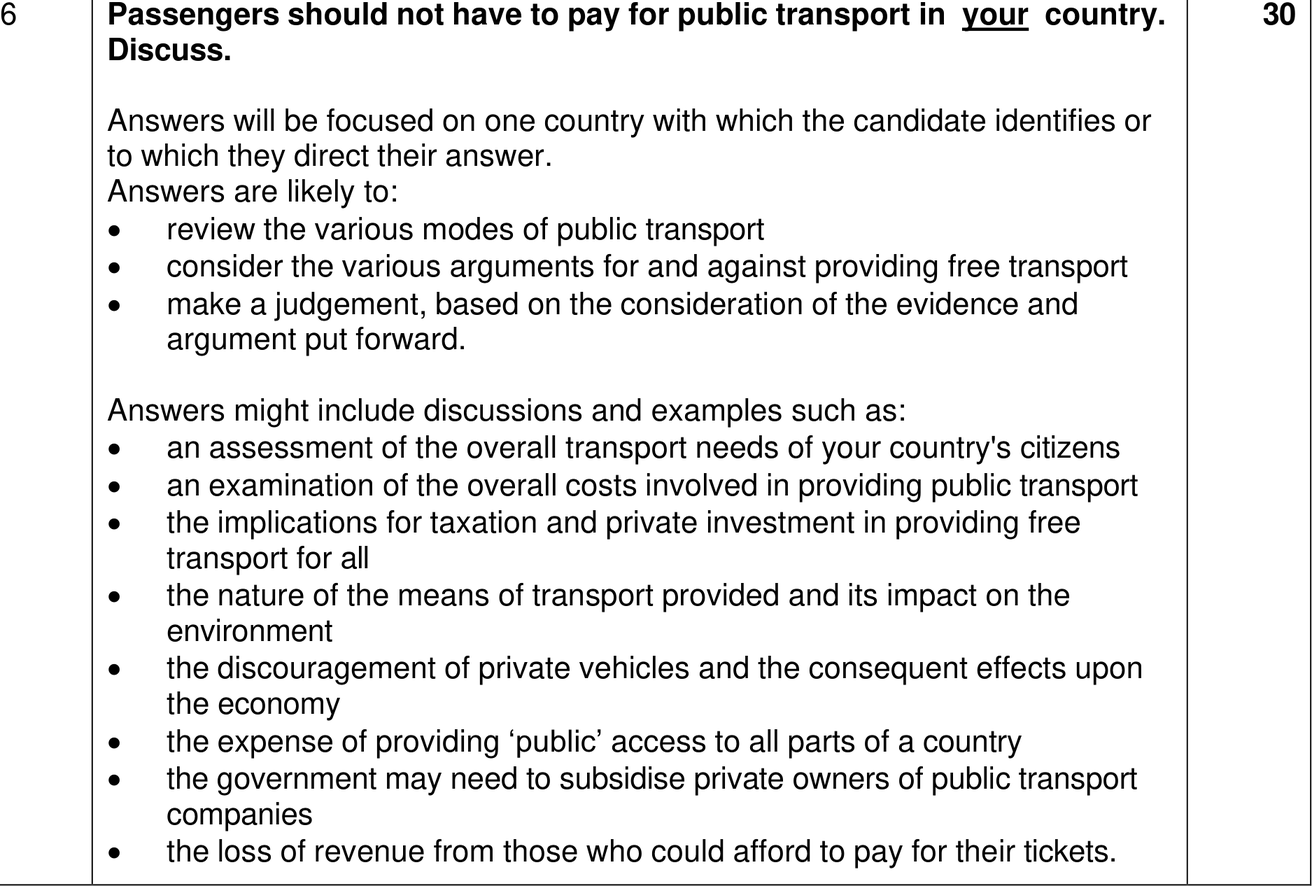 6 Passengers should not have to pay for public transport in your country. 30
Discuss.
Answers will be focused on one country with which the candidate identifies or
to which they direct their answer.
Answers are likely to:
• review the various modes of public transport
• consider the various arguments for and against providing free transport
• make a judgement, based on the consideration of the evidence and
argument put forward.
Answers might include discussions and examples such as:
• an assessment of the overall transport needs of your country's citizens
• an examination of the overall costs involved in providing public transport
• the implications for taxation and private investment in providing free
transport for all
• the nature of the means of transport provided and its impact on the
environment
• the discouragement of private vehicles and the consequent effects upon
the economy
• the expense of providing ‘public’ access to all parts of a country
• the government may need to subsidise private owners of public transport
companies
• the loss of revenue from those who could afford to pay for their tickets.